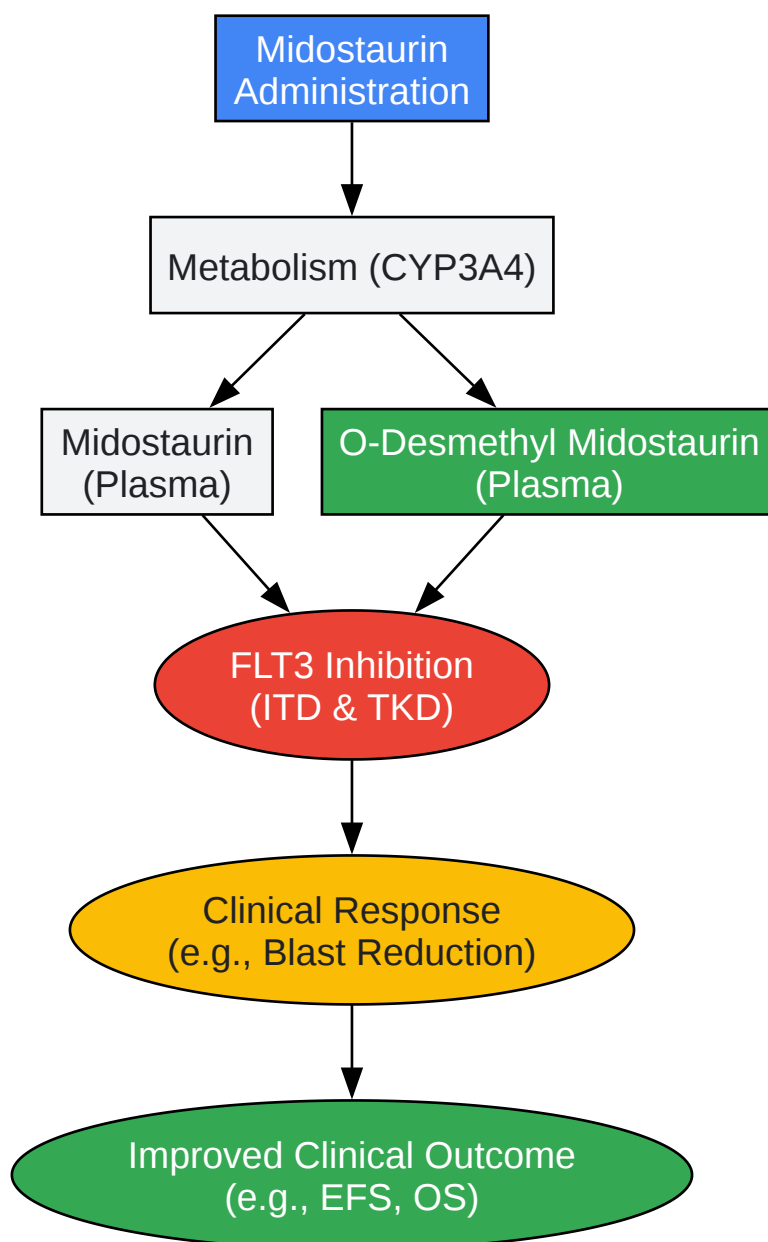 Midostaurin
Administration
Metabolism (CYP3A4)
Midostaurin
(Plasma)
O-Desmethyl Midostaurin
(Plasma)
FLT3 Inhibition
(ITD & TKD)
Clinical Response
(e.g., Blast Reduction)
Improved Clinical Outcome
(e.g., EFS, OS)